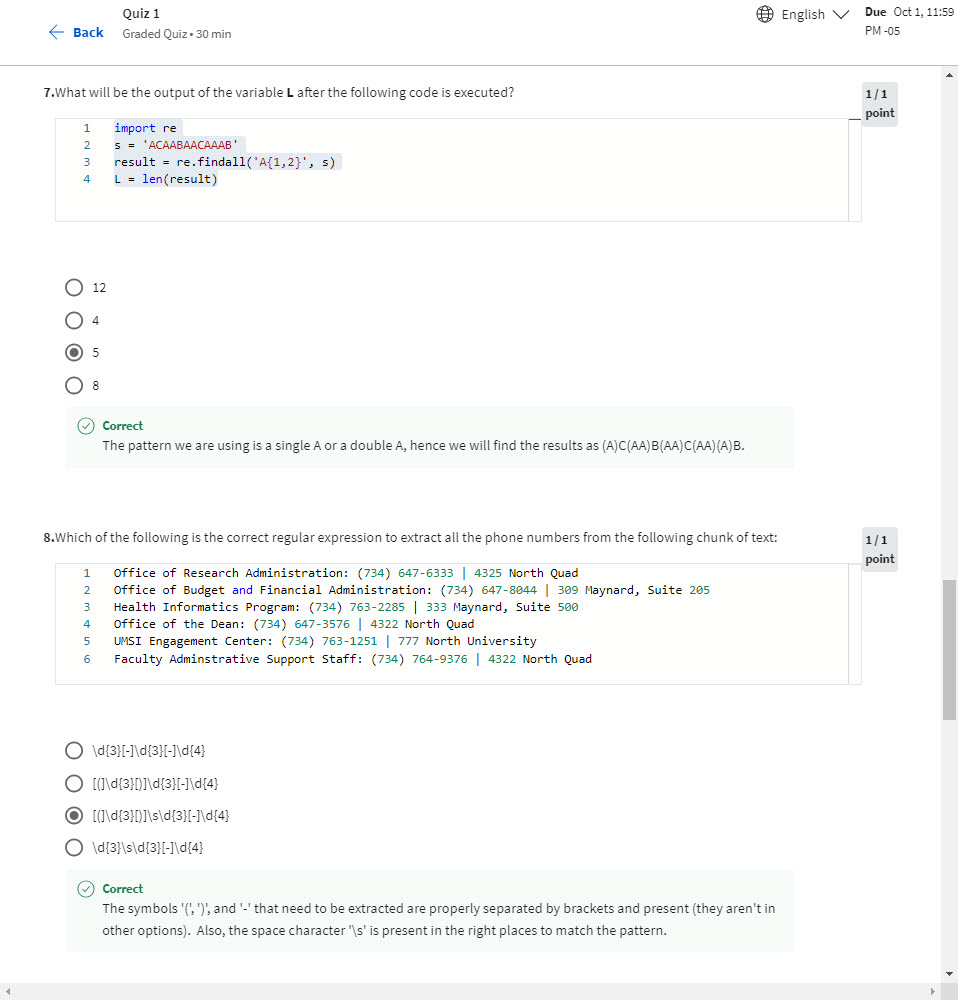 Quiz 1
English
Due Oct 1, 11:59 PM -05
Back
Graded Quiz • 30 min
7.What will be the output of the variable L after the following code is executed?
1 / 1 point
1 import re
2 s = 'ACAABAACAAAB'
3 result = re.findall('A{1,2}', s)
4 L = len(result)
12
4
5
8
Correct
The pattern we are using is a single A or a double A, hence we will find the results as (A)C(AA)B(AA)C(AA)(A)B.
8.Which of the following is the correct regular expression to extract all the phone numbers from the following chunk of text:
1 / 1 point
1 Office of Research Administration: (734) 647-6333 | 4325 North Quad
2 Office of Budget and Financial Administration: (734) 647-8044 | 309 Maynard, Suite 205
3 Health Informatics Program: (734) 763-2285 | 333 Maynard, Suite 500
4 Office of the Dean: (734) 647-3576 | 4322 North Quad
5 UMSI Engagement Center: (734) 763-1251 | 777 North University
6 Faculty Adminstrative Support Staff: (734) 764-9376 | 4322 North Quad
\d{3}[-]\d{3}[-]\d{4}
[(]\d{3}[)]\d{3}[-]\d{4}
[(]\d{3}[)]\s\d{3}[-]\d{4}
\d{3}\s\d{3}[-]\d{4}
Correct
The symbols '(', ')', and '-' that need to be extracted are properly separated by brackets and present (they aren't in
other options). Also, the space character '\s' is present in the right places to match the pattern.